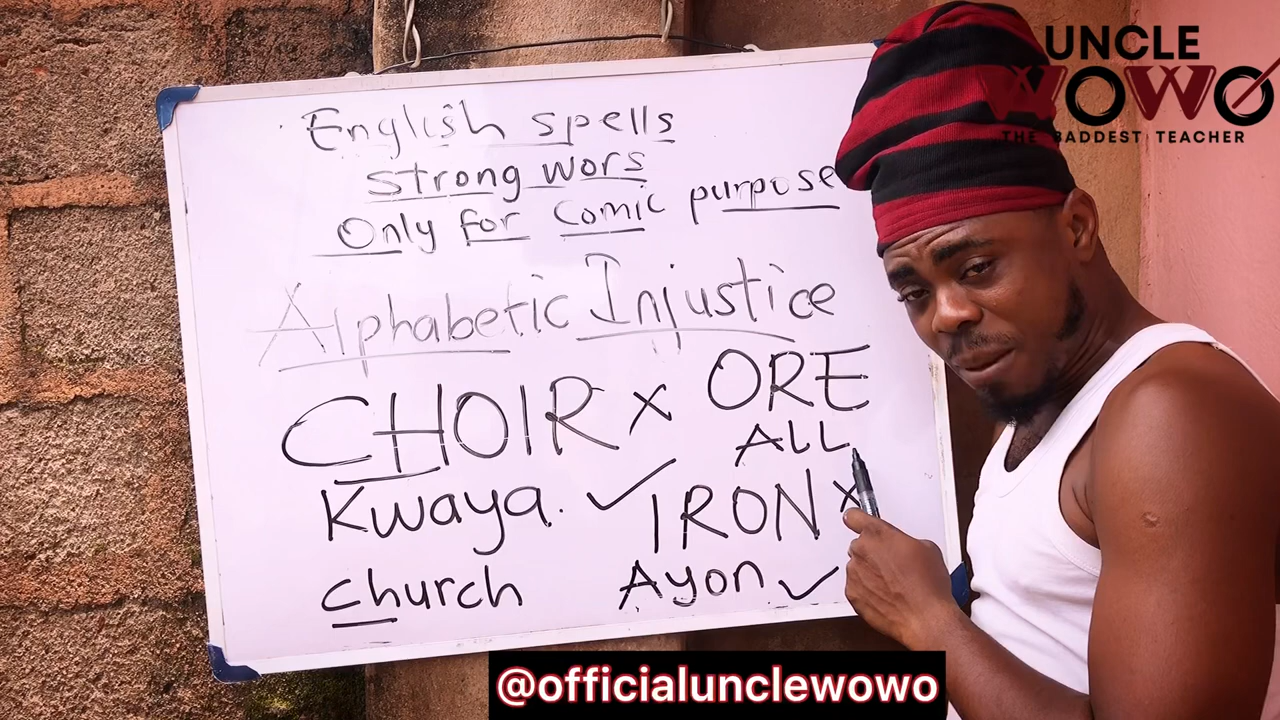 English spells
strong wors
Only for comic purpose
Alphabetic Injustice
CHOIR x ORE
ALL
Kwaya. ✓ IRON x
church Ayon ✓
UNCLE
WOWO
THE BADDEST TEACHER
@officialunclewowo